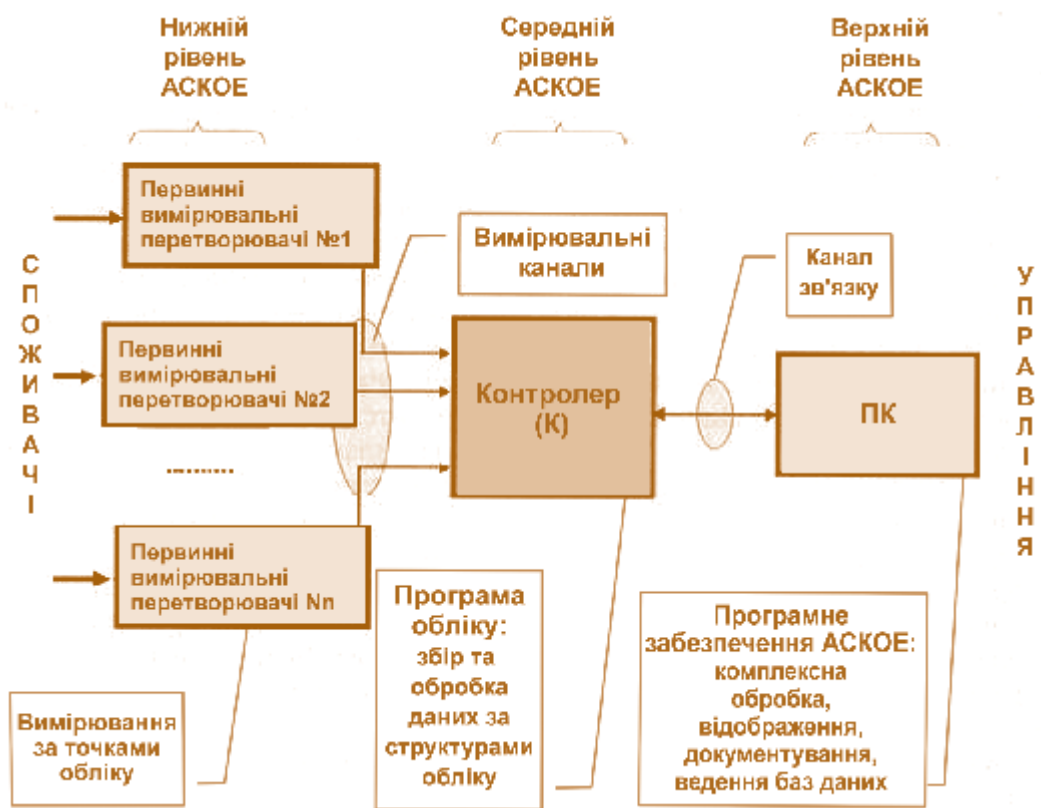 Нижній
рівень
АСКОЕ
Середній
рівень
АСКОЕ
Верхній
рівень
АСКОЕ
СПОЖИВАЧІ
Первинні
вимірювальні
перетворювачі №1
Первинні
вимірювальні
перетворювачі №2
..........
Первинні
вимірювальні
перетворювачі Nn
Вимірювальні
канали
Контролер
(К)
Канал
зв'язку
ПК
УПРАВЛІННЯ
Вимірювання
за точками
обліку
Програма
обліку:
збір та
обробка
даних за
структурами
обліку
Програмне
забезпечення АСКОЕ:
комплексна
обробка,
відображення,
документування,
ведення баз даних